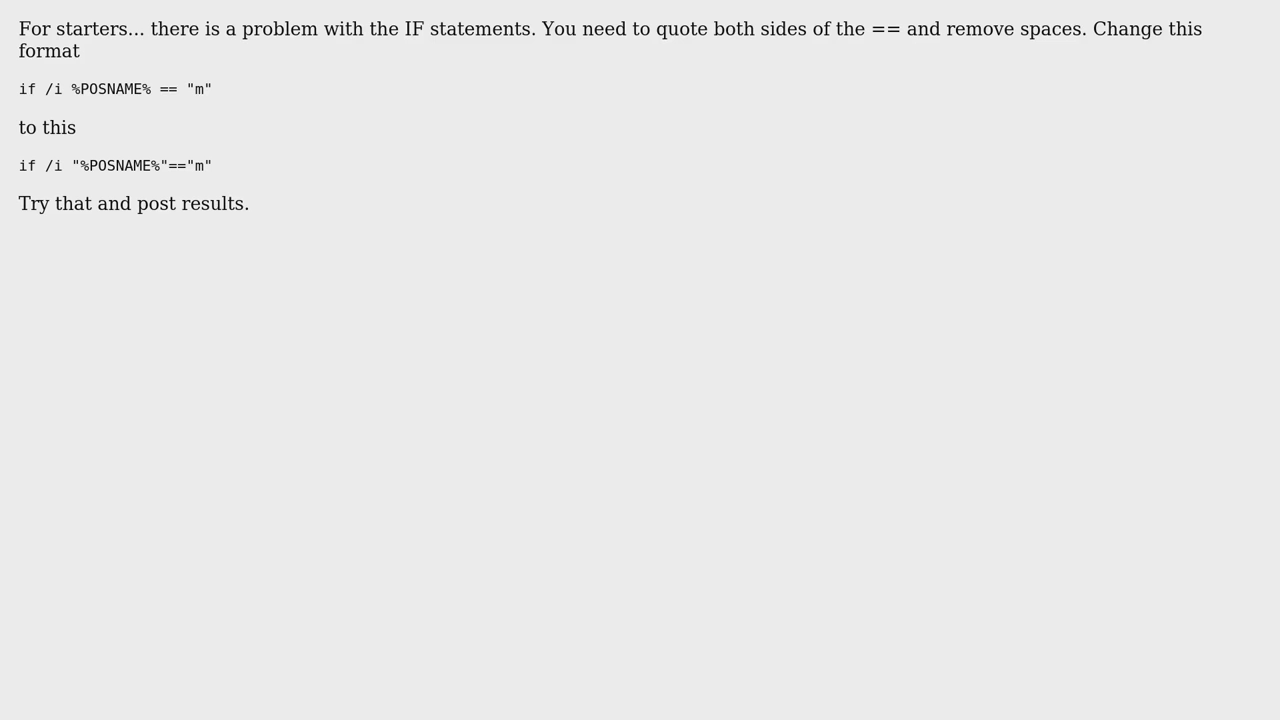 For starters... there is a problem with the IF statements. You need to quote both sides of the == and remove spaces. Change this
format
if /i %POSNAME% == "m"
to this
if /i "%POSNAME%"=="m"
Try that and post results.